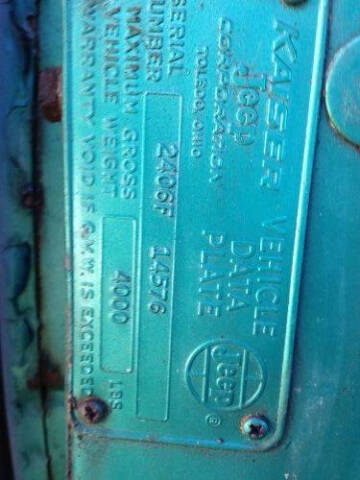 KAISER
Jeep
CORPORATION
TOLEDO, OHIO
VEHICLE
DATA
PLATE
Jeep
®
SERIAL
NUMBER 2406F 14576
MAXIMUM GROSS
VEHICLE WEIGHT 4000 LBS
WARRANTY VOID IF G.V.W. IS EXCEEDED